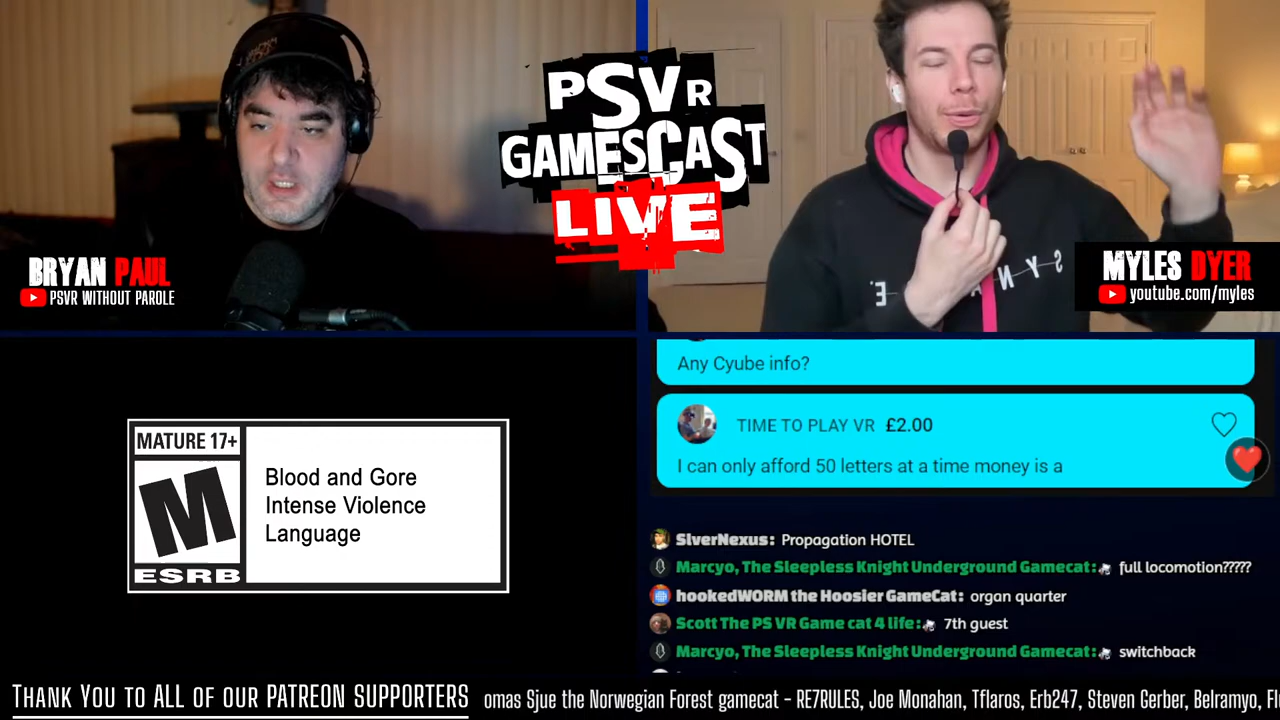 PSVR
GAMESCAST
LIVE
BRYAN PAUL
PSVR WITHOUT PAROLE
MYLES DYER
youtube.com/myles
MATURE 17+
M
ESRB
Blood and Gore
Intense Violence
Language
Any Cyube info?
TIME TO PLAY VR £2.00
I can only afford 50 letters at a time money is a
SlverNexus: Propagation HOTEL
Marcyo, The Sleepless Knight Underground Gamecat: full locomotion?????
hookedWORM the Hoosier GameCat: organ quarter
Scott The PS VR Game cat 4 life: 7th guest
Marcyo, The Sleepless Knight Underground Gamecat: switchback
THANK YOU TO ALL OF OUR PATREON SUPPORTERS
omas Sjue the Norwegian Forest gamecat - RE7RULES, Joe Monahan, Tflaros, Erb247, Steven Gerber, Belramyo, Fl